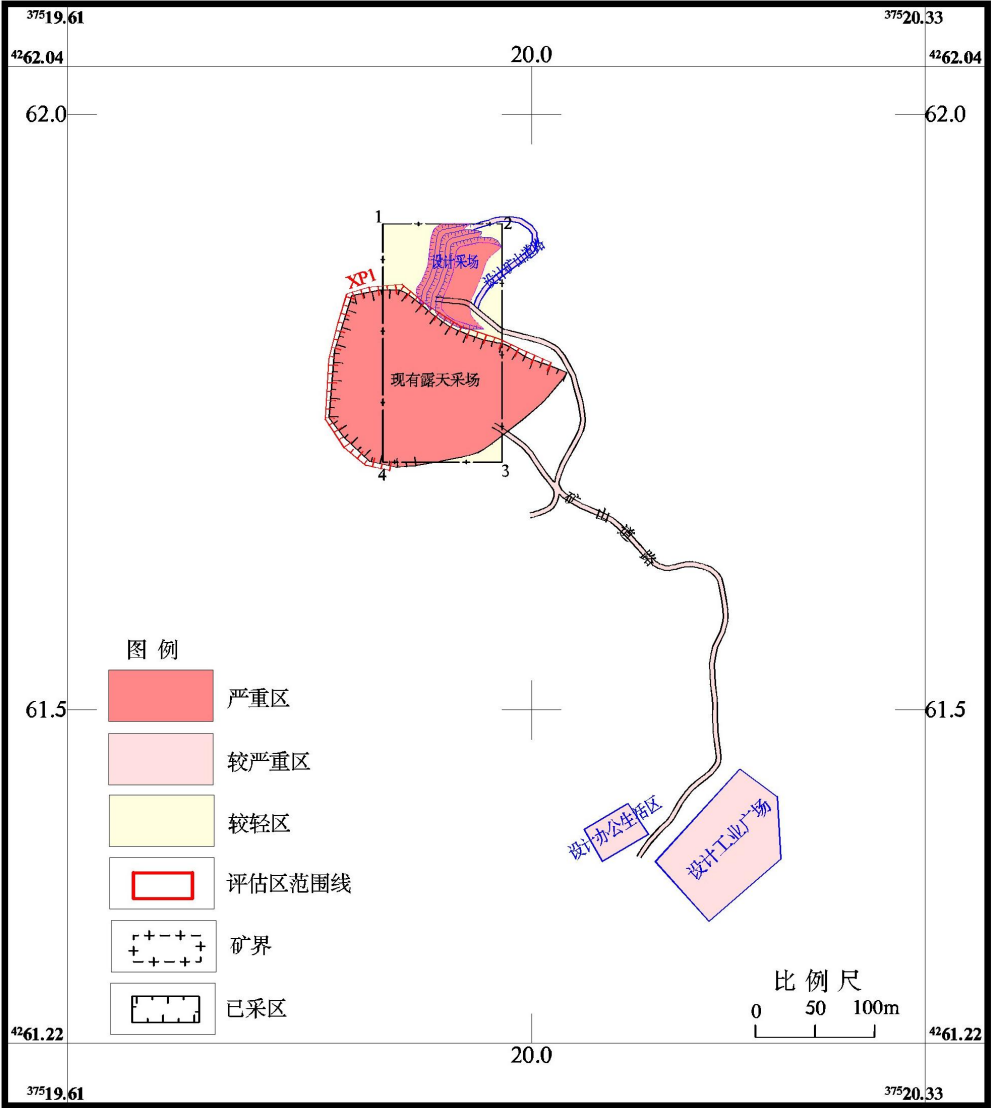 37519.61
37520.33
4262.04
20.0
4262.04
62.0
62.0
1
2
设计采场
设计矿山道路
XP1
现有露天采场
4
3
矿山道路
图例
严重区
61.5
61.5
较严重区
较轻区
设计办公生活区
设计工业广场
评估区范围线
矿界
比例尺
已采区
0 50 100m
4261.22
4261.22
20.0
37519.61
37520.33